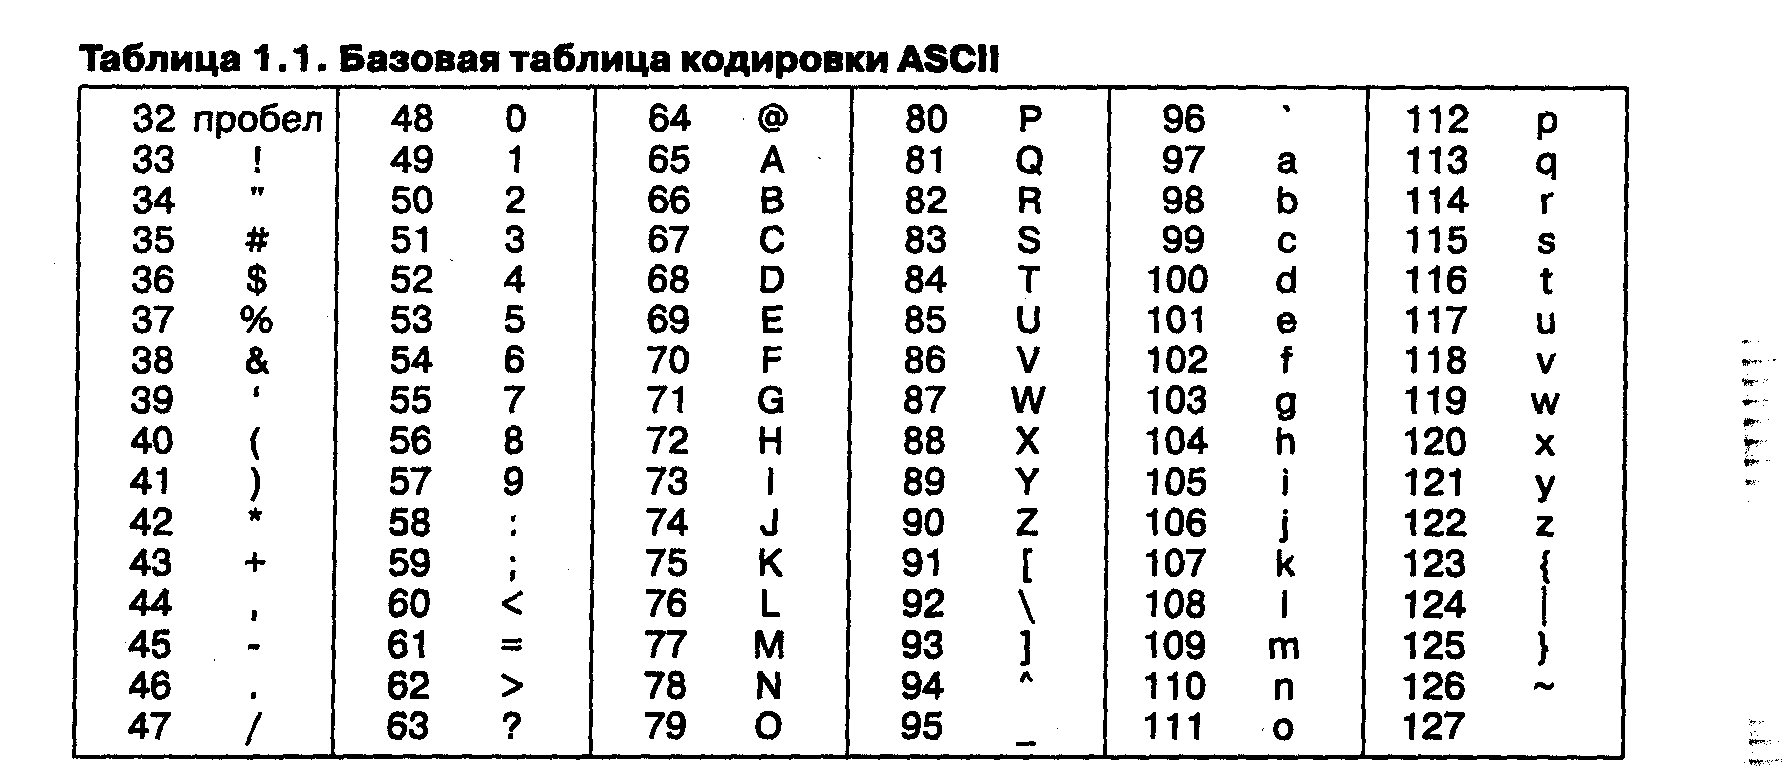 Таблица 1.1. Базовая таблица кодировки ASCII
32 пробел 48 0 64 @ 80 P 96 ` 112 p
33 ! 49 1 65 A 81 Q 97 a 113 q
34 " 50 2 66 B 82 R 98 b 114 r
35 # 51 3 67 C 83 S 99 c 115 s
36 $ 52 4 68 D 84 T 100 d 116 t
37 % 53 5 69 E 85 U 101 e 117 u
38 & 54 6 70 F 86 V 102 f 118 v
39 ‘ 55 7 71 G 87 W 103 g 119 w
40 ( 56 8 72 H 88 X 104 h 120 x
41 ) 57 9 73 I 89 Y 105 i 121 y
42 * 58 : 74 J 90 Z 106 j 122 z
43 + 59 ; 75 K 91 [ 107 k 123 {
44 , 60 < 76 L 92 \ 108 l 124 |
45 - 61 = 77 M 93 ] 109 m 125 }
46 . 62 > 78 N 94 ^ 110 n 126 ~
47 / 63 ? 79 O 95 _ 111 o 127